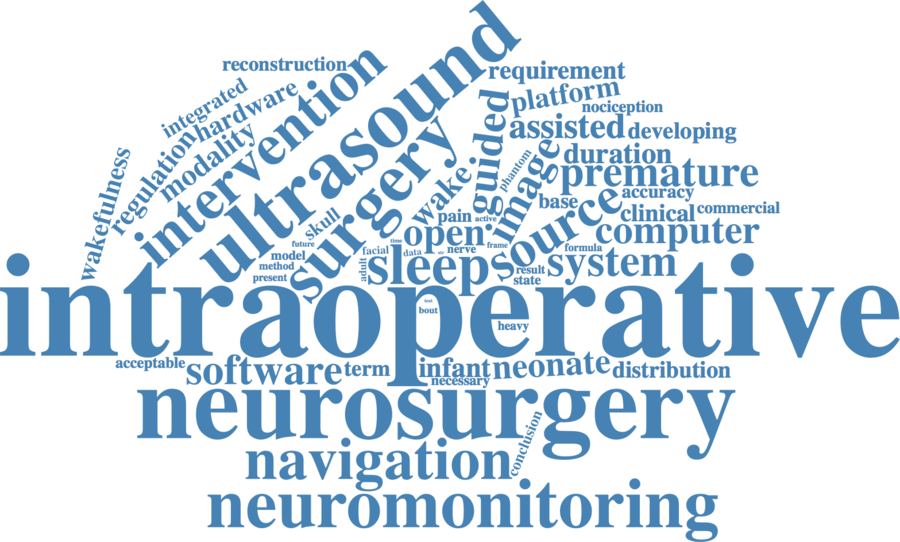 reconstruction
integrated
hardware
regulation
modality
wakefulness
intervention
ultrasound
surgery
skull
future
model
method
present
wake
guided
image
phantom
requirement
platform
nociception
assisted
developing
duration
premature
accuracy
base
source
clinical
commercial
computer
formula
system
pain
active
open
nerve
frame
time
data
facial
adult
sleep
result
state
intraoperative
bout
heavy
acceptable
software
term
infant
necessary
neonate
distribution
neurosurgery
conclusion
navigation
neuromonitoring